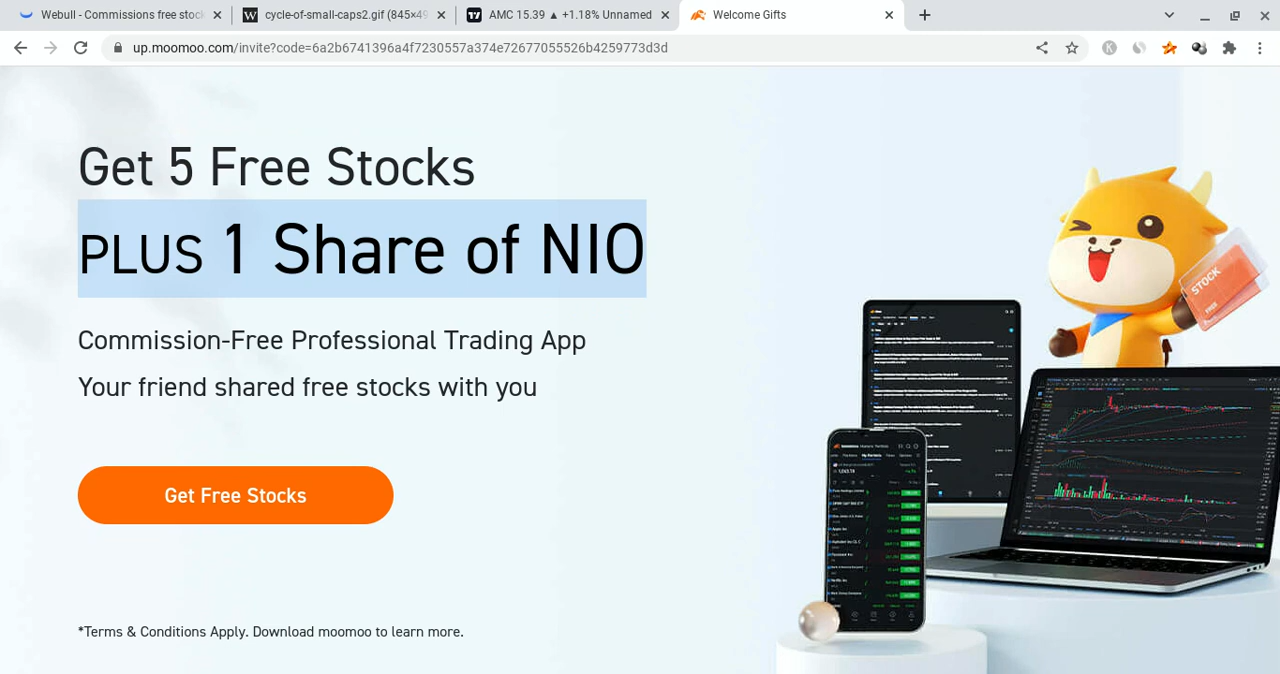 Webull - Commissions free stock
cycle-of-small-caps2.gif (845×49
AMC 15.39 ▲ +1.18% Unnamed
Welcome Gifts
up.moomoo.com/invite?code=6a2b6741396a4f7230557a374e72677055526b4259773d3d
Get 5 Free Stocks
PLUS 1 Share of NIO
Commission-Free Professional Trading App
Your friend shared free stocks with you
Get Free Stocks
*Terms & Conditions Apply. Download moomoo to learn more.
STOCK
FREE